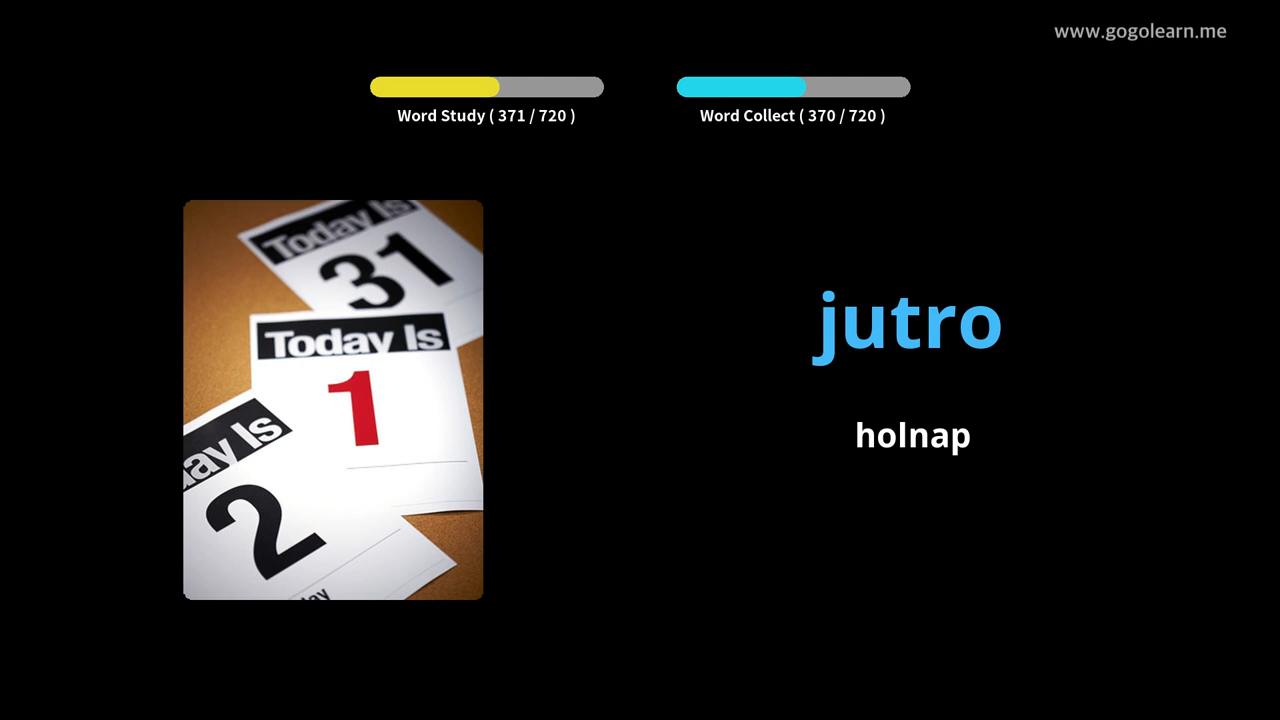 www.gogolearn.me
Word Study ( 371 / 720 )
Word Collect ( 370 / 720 )
Today Is
31
Today Is
1
ay Is
2
day
jutro
holnap